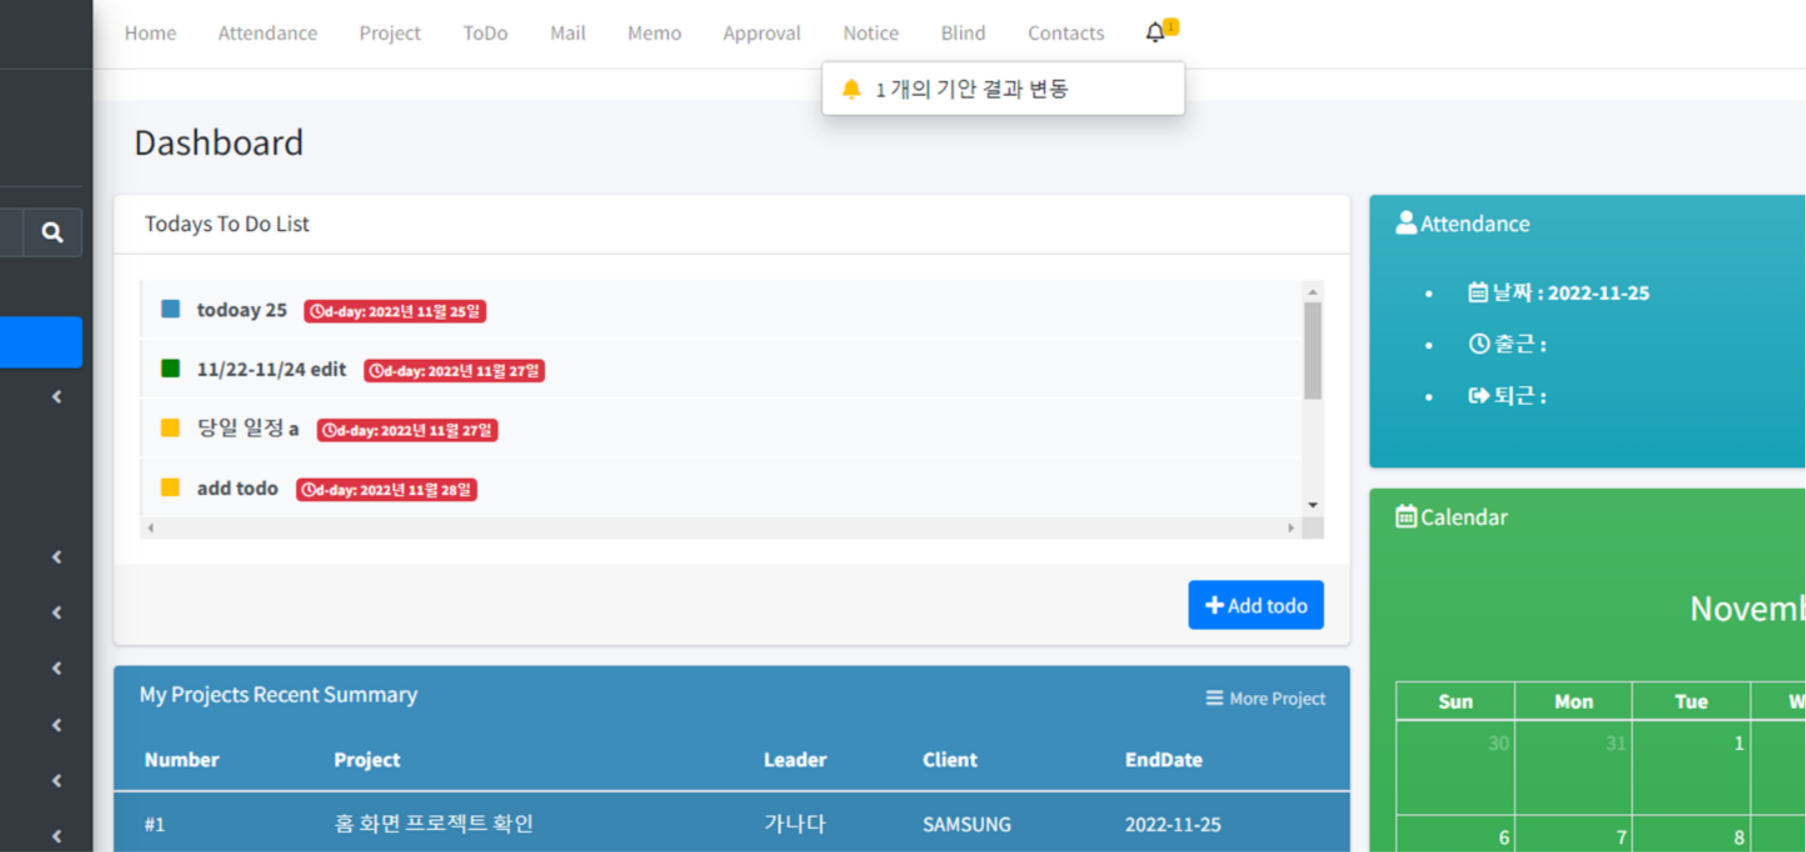 Home Attendance Project ToDo Mail Memo Approval Notice Blind Contacts 1
1 개의 기안 결과 변동
Dashboard
Todays To Do List
todoay 25 d-day: 2022년 11월 25일
11/22-11/24 edit d-day: 2022년 11월 27일
당일 일정 a d-day: 2022년 11월 27일
add todo d-day: 2022년 11월 28일
Add todo
My Projects Recent Summary More Project
Number Project Leader Client EndDate
#1 홈 화면 프로젝트 확인 가나다 SAMSUNG 2022-11-25
Attendance
날짜 : 2022-11-25
출근 :
퇴근 :
Calendar
Novemb
Sun Mon Tue W
30 31 1
6 7 8